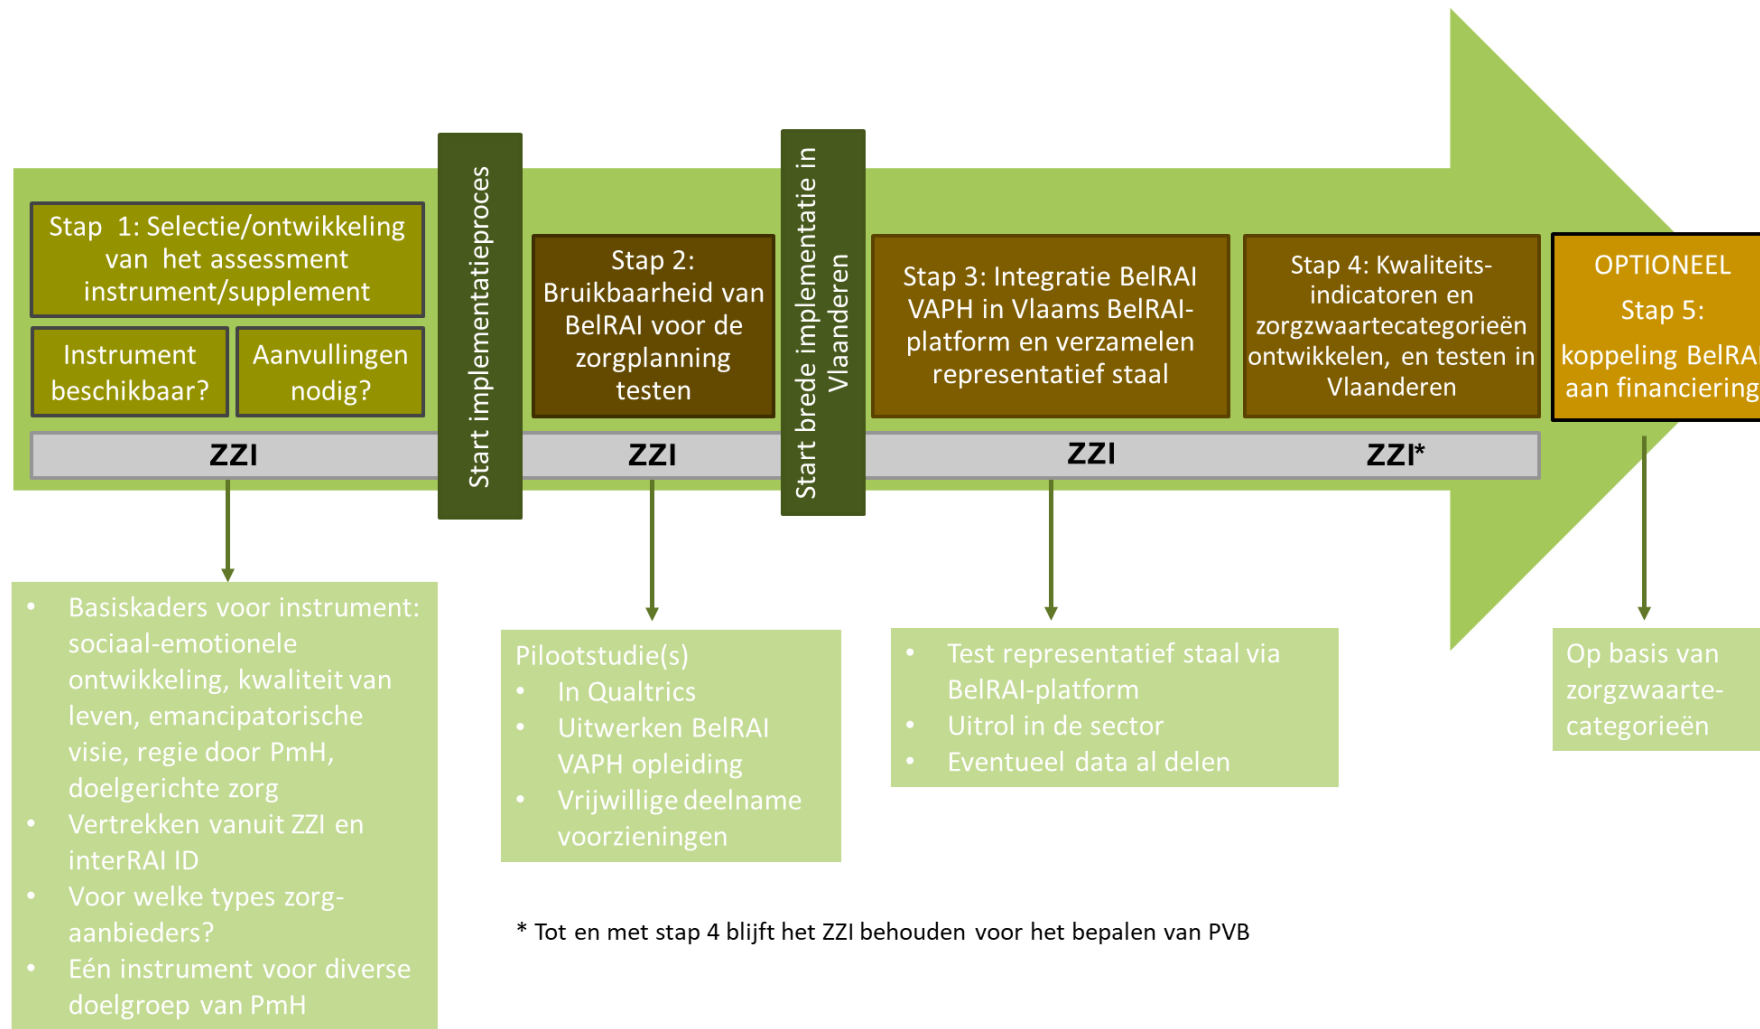 Stap 1: Selectie/ontwikkeling
van het assessment
instrument/supplement
Instrument
beschikbaar?
Aanvullingen
nodig?
ZZI
Start implementatieproces
Stap 2:
Bruikbaarheid van
BelRAI voor de
zorgplanning
testen
ZZI
Start brede implementatie in
Vlaanderen
Stap 3: Integratie BelRAI
VAPH in Vlaams BelRAI-
platform en verzamelen
representatief staal
ZZI
Stap 4: Kwaliteits-
indicatoren en
zorgzwaartecategorieën
ontwikkelen, en testen in
Vlaanderen
ZZI*
OPTIONEEL
Stap 5:
koppeling BelRAI
aan financiering
• Basiskaders voor instrument:
sociaal-emotionele
ontwikkeling, kwaliteit van
leven, emancipatorische
visie, regie door PmH,
doelgerichte zorg
• Vertrekken vanuit ZZI en
interRAI ID
• Voor welke types zorg-
aanbieders?
• Eén instrument voor diverse
doelgroep van PmH
Pilootstudie(s)
• In Qualtrics
• Uitwerken BelRAI
VAPH opleiding
• Vrijwillige deelname
voorzieningen
• Test representatief staal via
BelRAI-platform
• Uitrol in de sector
• Eventueel data al delen
Op basis van
zorgzwaarte-
categorieën
* Tot en met stap 4 blijft het ZZI behouden voor het bepalen van PVB